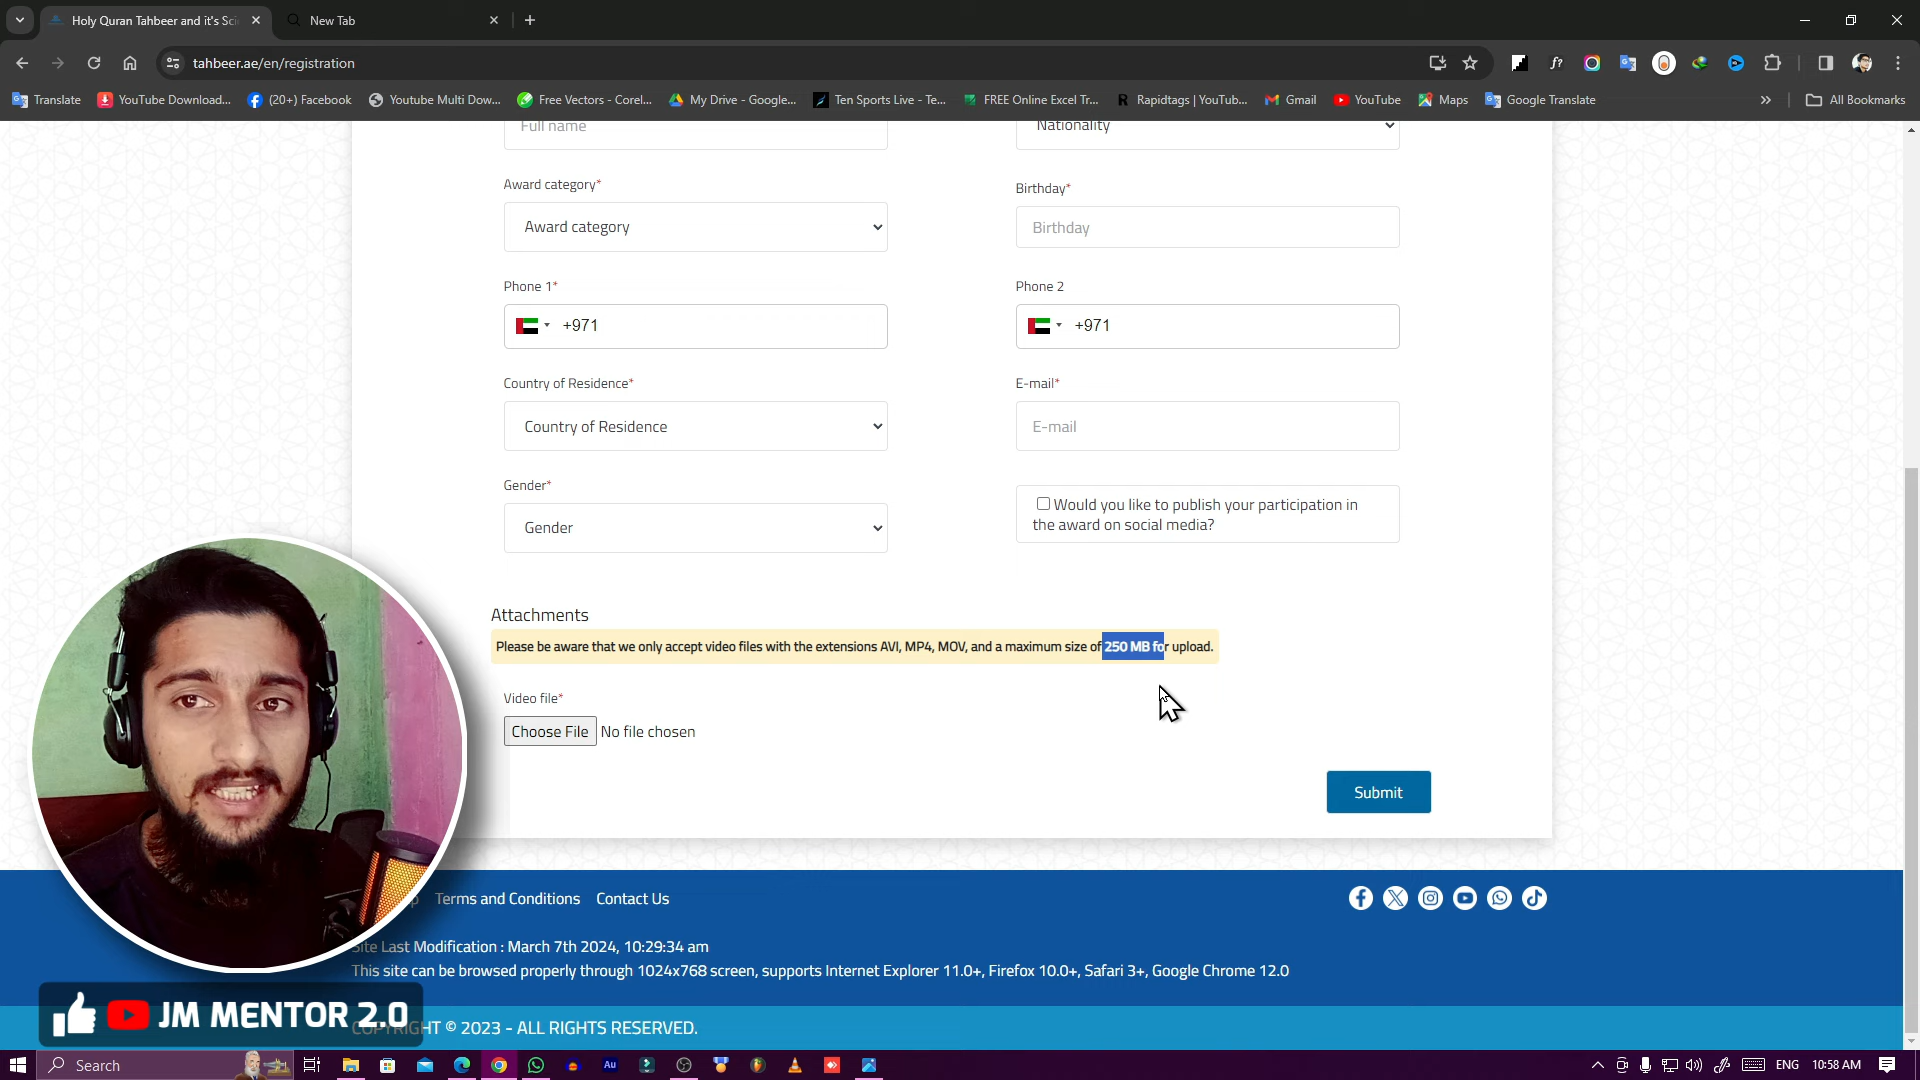 Holy Quran Tahbeer and it's Sci
New Tab
tahbeer.ae/en/registration
Translate
YouTube Download...
(20+) Facebook
Youtube Multi Dow...
Free Vectors - Corel...
My Drive - Google...
Ten Sports Live - Te...
FREE Online Excel Tr...
Rapidtags | YouTub...
Gmail
YouTube
Maps
Google Translate
All Bookmarks
Full name
Nationality
Award category*
Birthday*
Award category
Birthday
Phone 1*
Phone 2
+971
+971
Country of Residence*
E-mail*
Country of Residence
E-mail
Gender*
Gender
Would you like to publish your participation in
the award on social media?
Attachments
Please be aware that we only accept video files with the extensions AVI, MP4, MOV, and a maximum size of 250 MB for upload.
Video file*
Choose File No file chosen
Submit
Terms and Conditions Contact Us
Site Last Modification : March 7th 2024, 10:29:34 am
This site can be browsed properly through 1024x768 screen, supports Internet Explorer 11.0+, Firefox 10.0+, Safari 3+, Google Chrome 12.0
JM MENTOR 2.0
© 2023 - ALL RIGHTS RESERVED.
Search
Au
ENG
10:58 AM